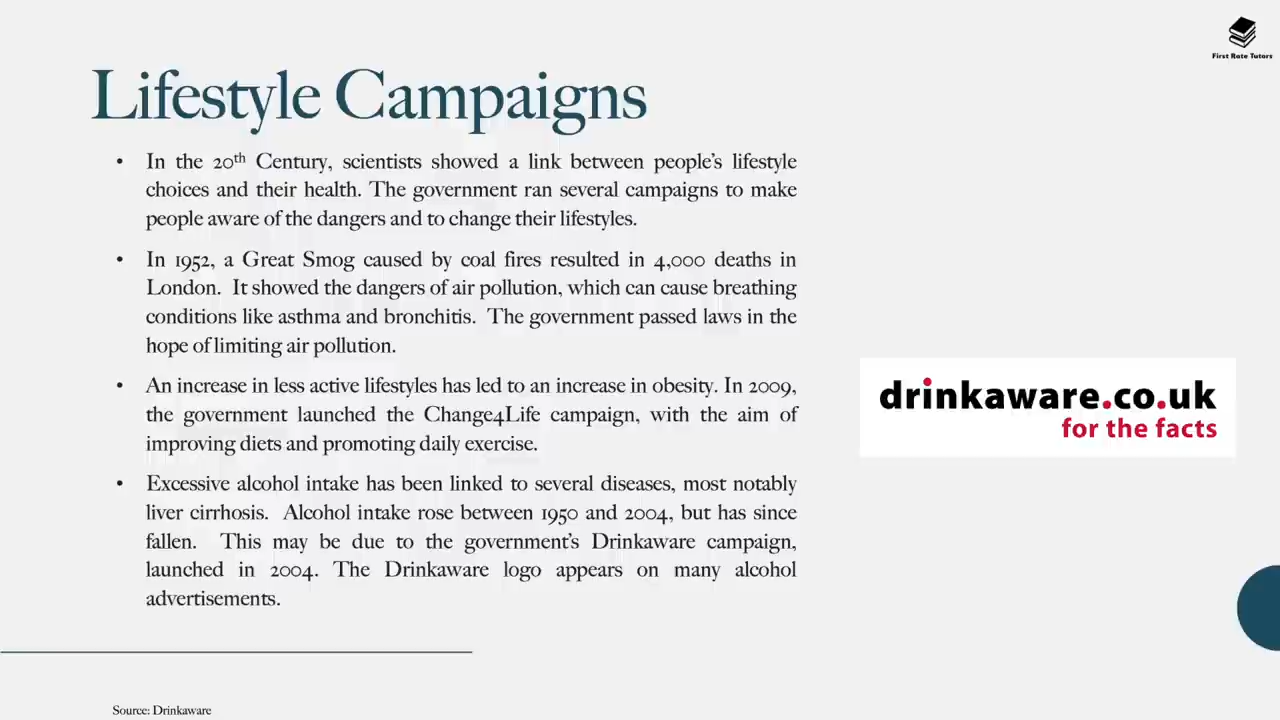 First Rate Tutors
Lifestyle Campaigns
• In the 20th Century, scientists showed a link between people's lifestyle
choices and their health. The government ran several campaigns to make
people aware of the dangers and to change their lifestyles.
• In 1952, a Great Smog caused by coal fires resulted in 4,000 deaths in
London. It showed the dangers of air pollution, which can cause breathing
conditions like asthma and bronchitis. The government passed laws in the
hope of limiting air pollution.
• An increase in less active lifestyles has led to an increase in obesity. In 2009,
the government launched the Change4Life campaign, with the aim of
improving diets and promoting daily exercise.
• Excessive alcohol intake has been linked to several diseases, most notably
liver cirrhosis. Alcohol intake rose between 1950 and 2004, but has since
fallen. This may be due to the government's Drinkaware campaign,
launched in 2004. The Drinkaware logo appears on many alcohol
advertisements.
drinkaware.co.uk
for the facts
Source: Drinkaware